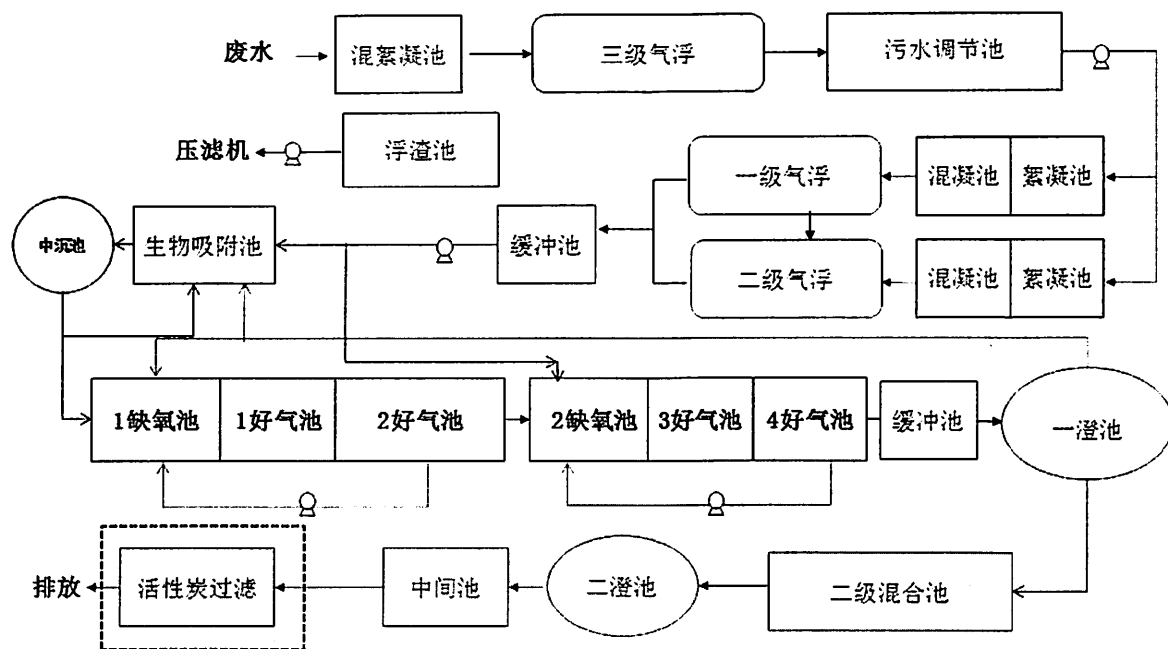 废水
混絮凝池
三级气浮
污水调节池
压滤机
浮渣池
一级气浮
混凝池
絮凝池
中沉池
生物吸附池
缓冲池
二级气浮
混凝池
絮凝池
1缺氧池
1好气池
2好气池
2缺氧池
3好气池
4好气池
缓冲池
一澄池
排放
活性炭过滤
中间池
二澄池
二级混合池